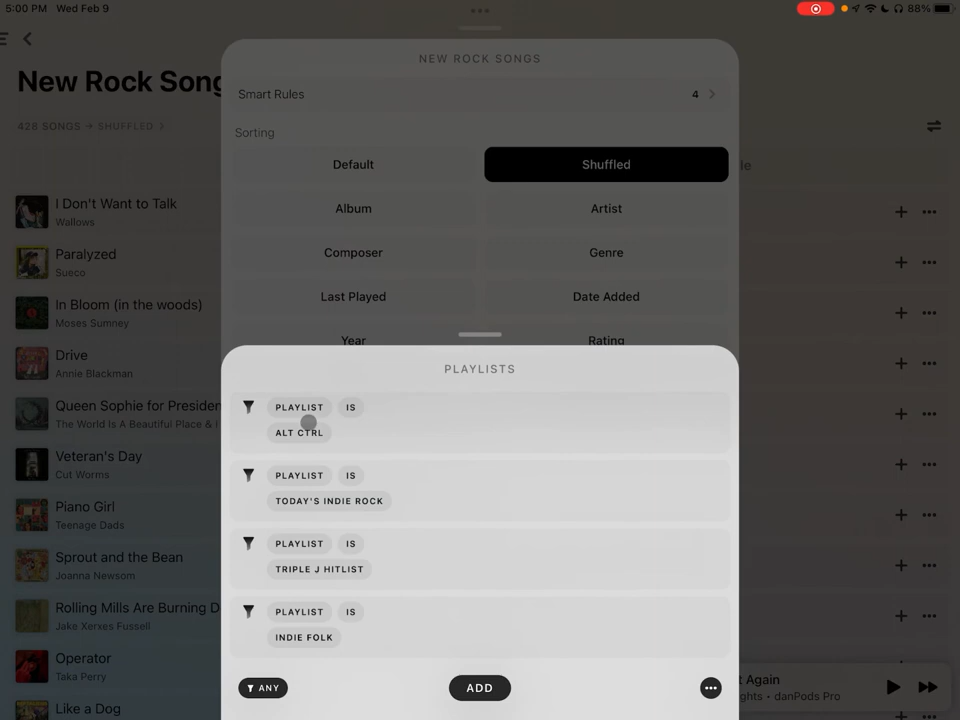 5:00 PM Wed Feb 9
88%
New Rock Song
428 SONGS → SHUFFLED >
I Don't Want to Talk
Wallows
Paralyzed
Sueco
In Bloom (in the woods)
Moses Sumney
Drive
Annie Blackman
Queen Sophie for Presiden
The World Is A Beautiful Place & I
Veteran's Day
Cut Worms
Piano Girl
Teenage Dads
Sprout and the Bean
Joanna Newsom
Rolling Mills Are Burning D
Jake Xerxes Fussell
Operator
Taka Perry
Like a Dog
NEW ROCK SONGS
Smart Rules 4 >
Sorting
Default Shuffled
Album Artist
Composer Genre
Last Played Date Added
Year Rating
PLAYLISTS
PLAYLIST IS
ALT CTRL
PLAYLIST IS
TODAY'S INDIE ROCK
PLAYLIST IS
TRIPLE J HITLIST
PLAYLIST IS
INDIE FOLK
ANY ADD
le
t Again
ghts • danPods Pro